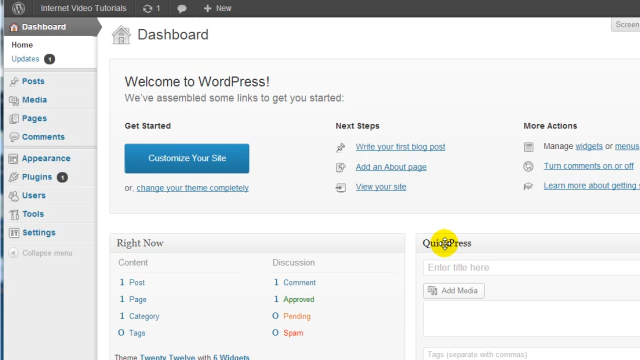 Internet Video Tutorials 1 New
Dashboard
Home
Updates 1
Posts
Media
Pages
Comments
Appearance
Plugins 1
Users
Tools
Settings
Collapse menu
Screen
Dashboard
Welcome to WordPress!
We've assembled some links to get you started:
Get Started
Customize Your Site
or, change your theme completely
Next Steps
Write your first blog post
Add an About page
View your site
More Actions
Manage widgets or menus
Turn comments on or off
Learn more about getting s
Right Now
Content
1 Post
1 Page
1 Category
0 Tags
Discussion
1 Comment
1 Approved
0 Pending
0 Spam
Theme Twenty Twelve with 6 Widgets
QuickPress
Enter title here
Add Media
Tags (separate with commas)